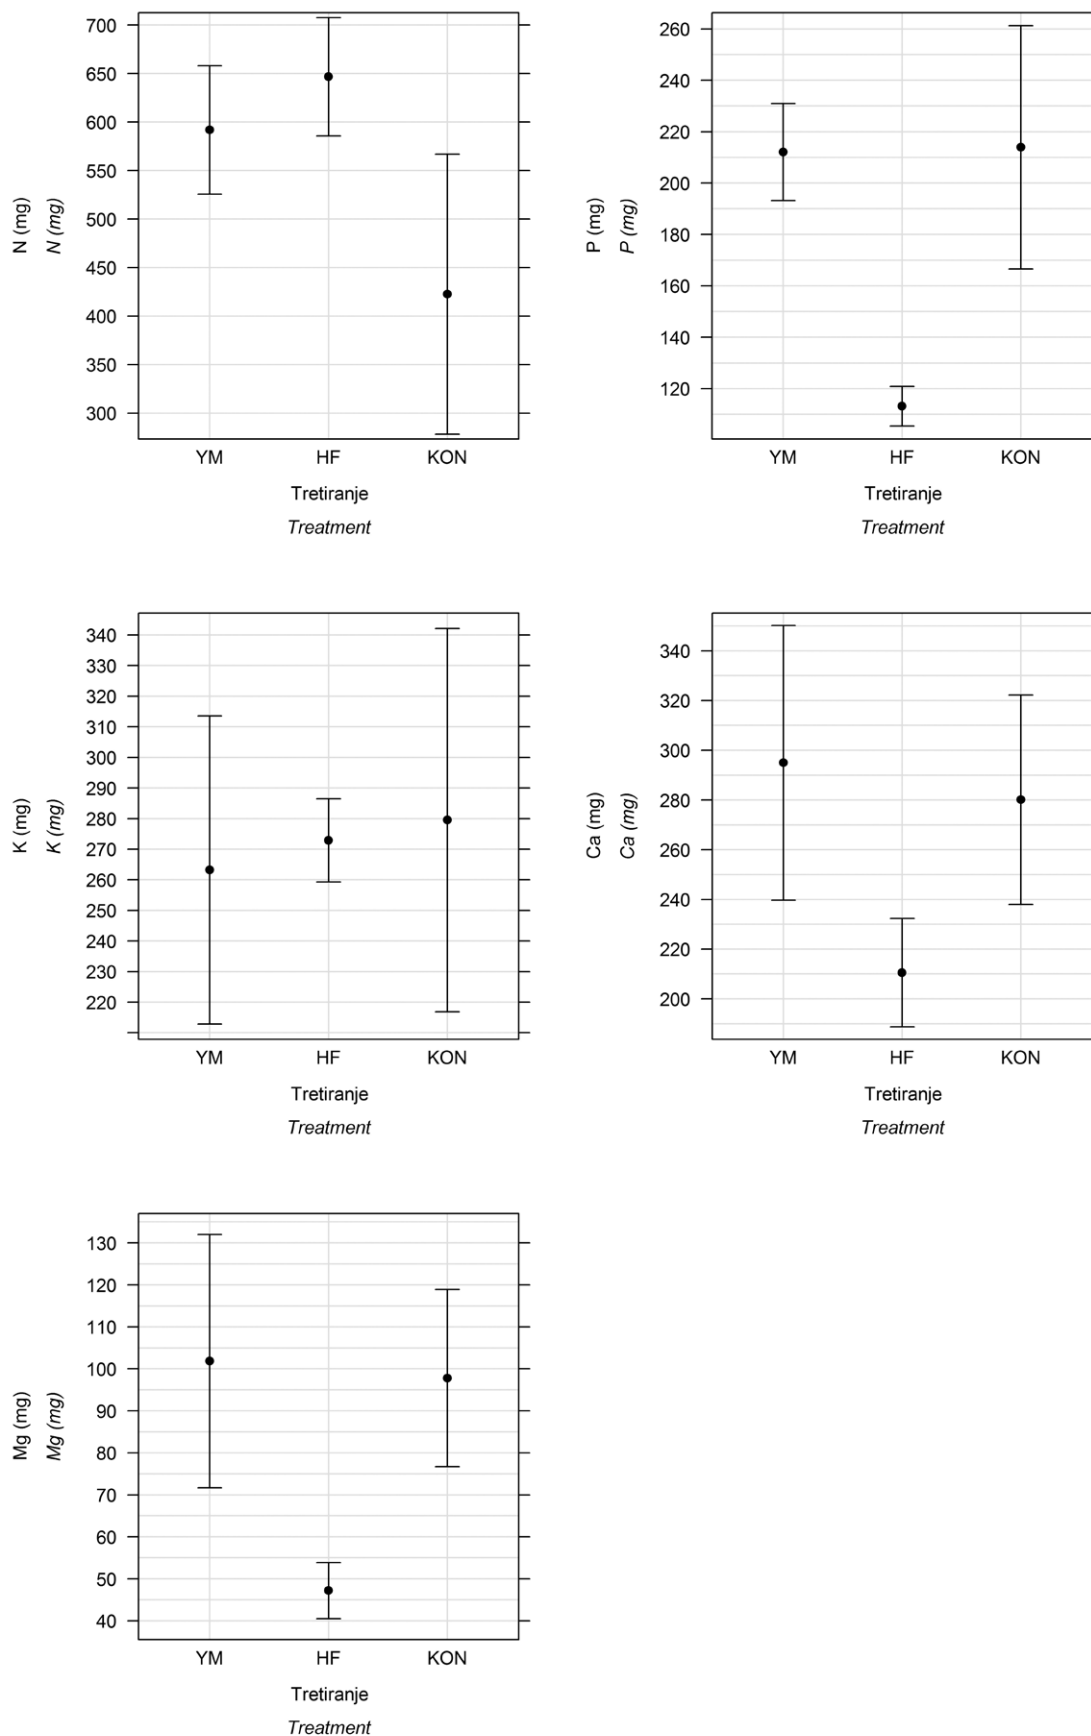 N (mg)
N (mg)
700
650
600
550
500
450
400
350
300
YM HF KON
Tretiranje
Treatment
P (mg)
P (mg)
260
240
220
200
180
160
140
120
YM HF KON
Tretiranje
Treatment
K (mg)
K (mg)
340
330
320
310
300
290
280
270
260
250
240
230
220
YM HF KON
Tretiranje
Treatment
Ca (mg)
Ca (mg)
340
320
300
280
260
240
220
200
YM HF KON
Tretiranje
Treatment
Mg (mg)
Mg (mg)
130
120
110
100
90
80
70
60
50
40
YM HF KON
Tretiranje
Treatment